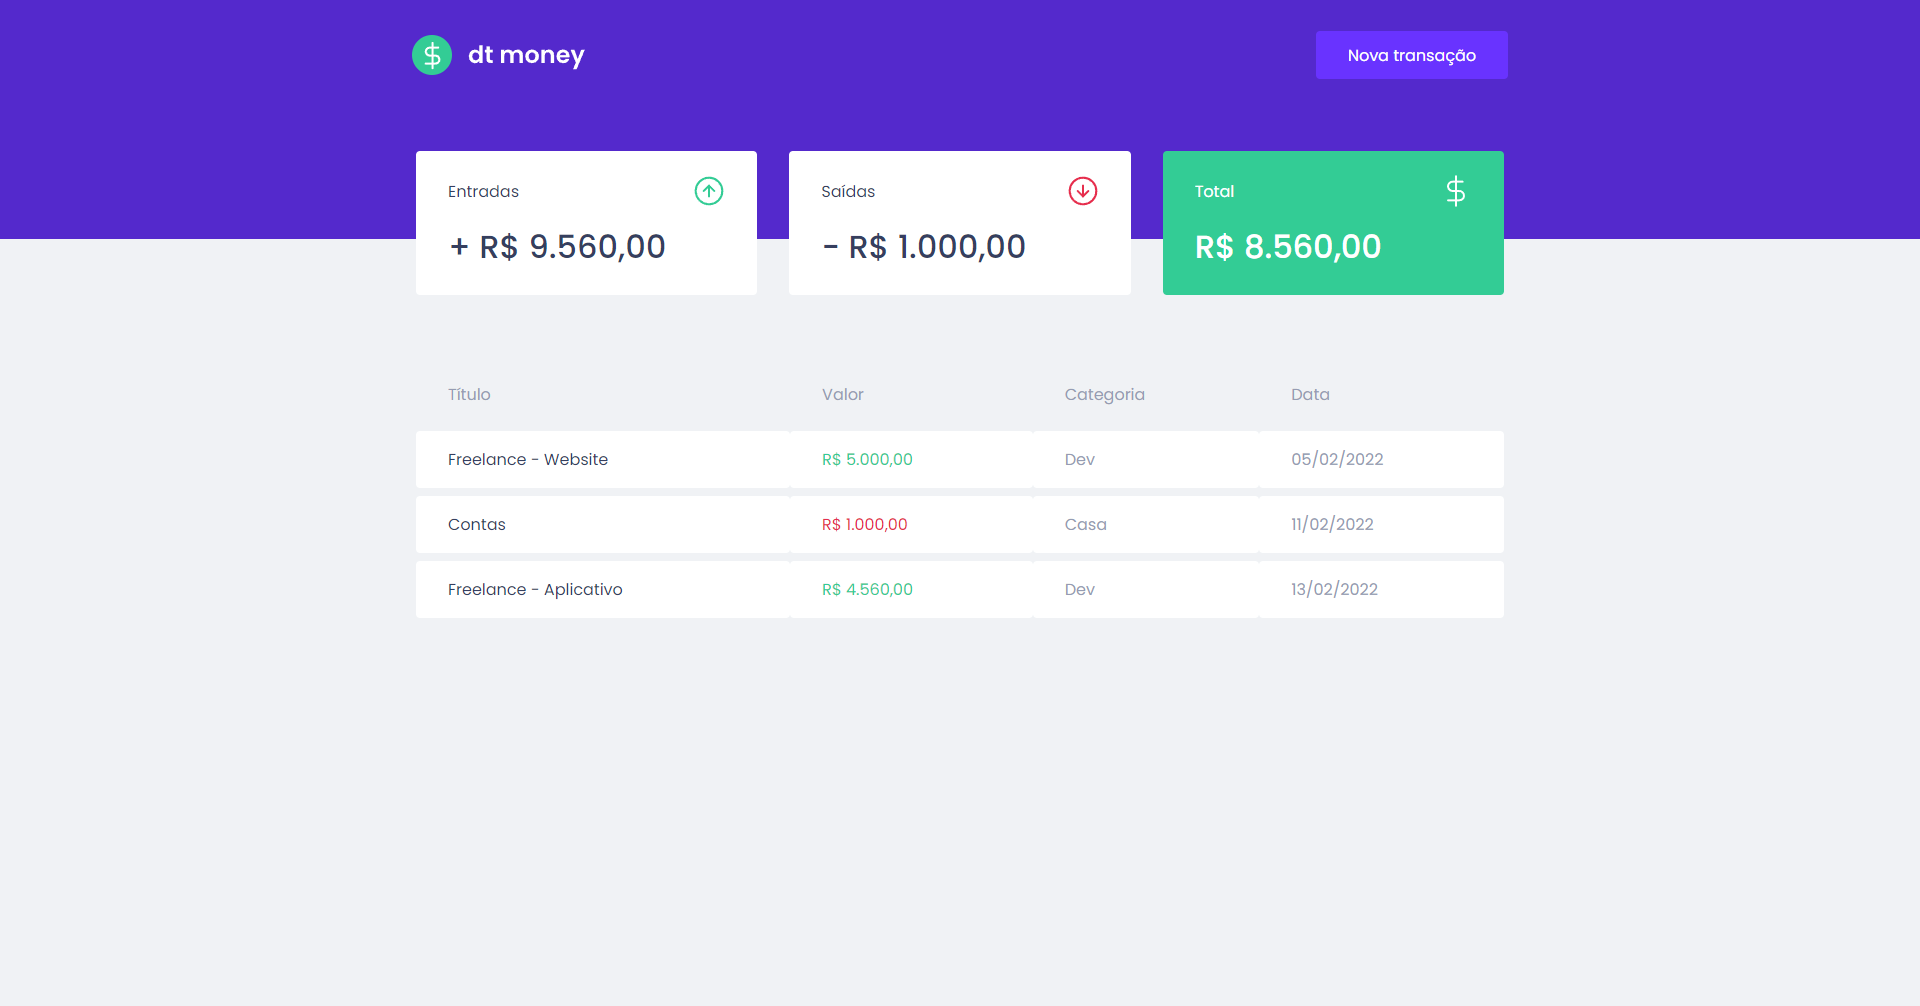 dt money
Nova transação
Entradas
+ R$ 9.560,00
Saídas
- R$ 1.000,00
Total
R$ 8.560,00
Título Valor Categoria Data
Freelance - Website R$ 5.000,00 Dev 05/02/2022
Contas R$ 1.000,00 Casa 11/02/2022
Freelance - Aplicativo R$ 4.560,00 Dev 13/02/2022